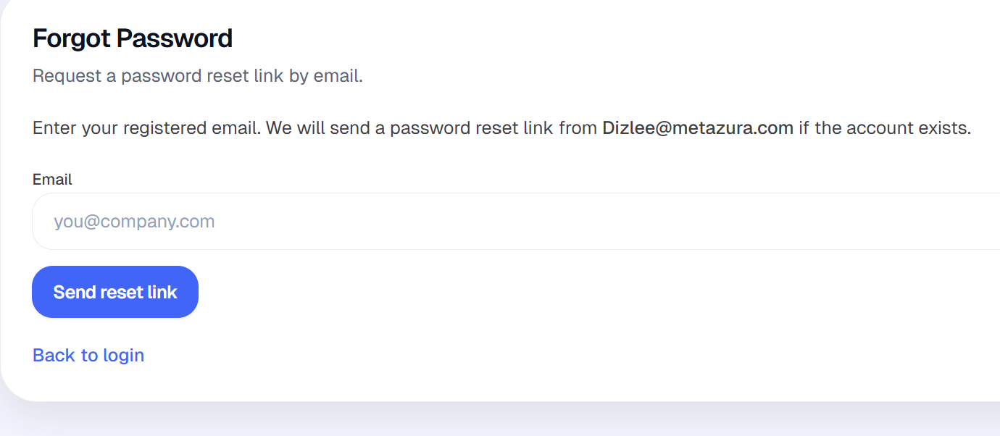 Forgot Password
Request a password reset link by email.
Enter your registered email. We will send a password reset link from Dizlee@metazura.com if the account exists.
Email
you@company.com
Send reset link
Back to login